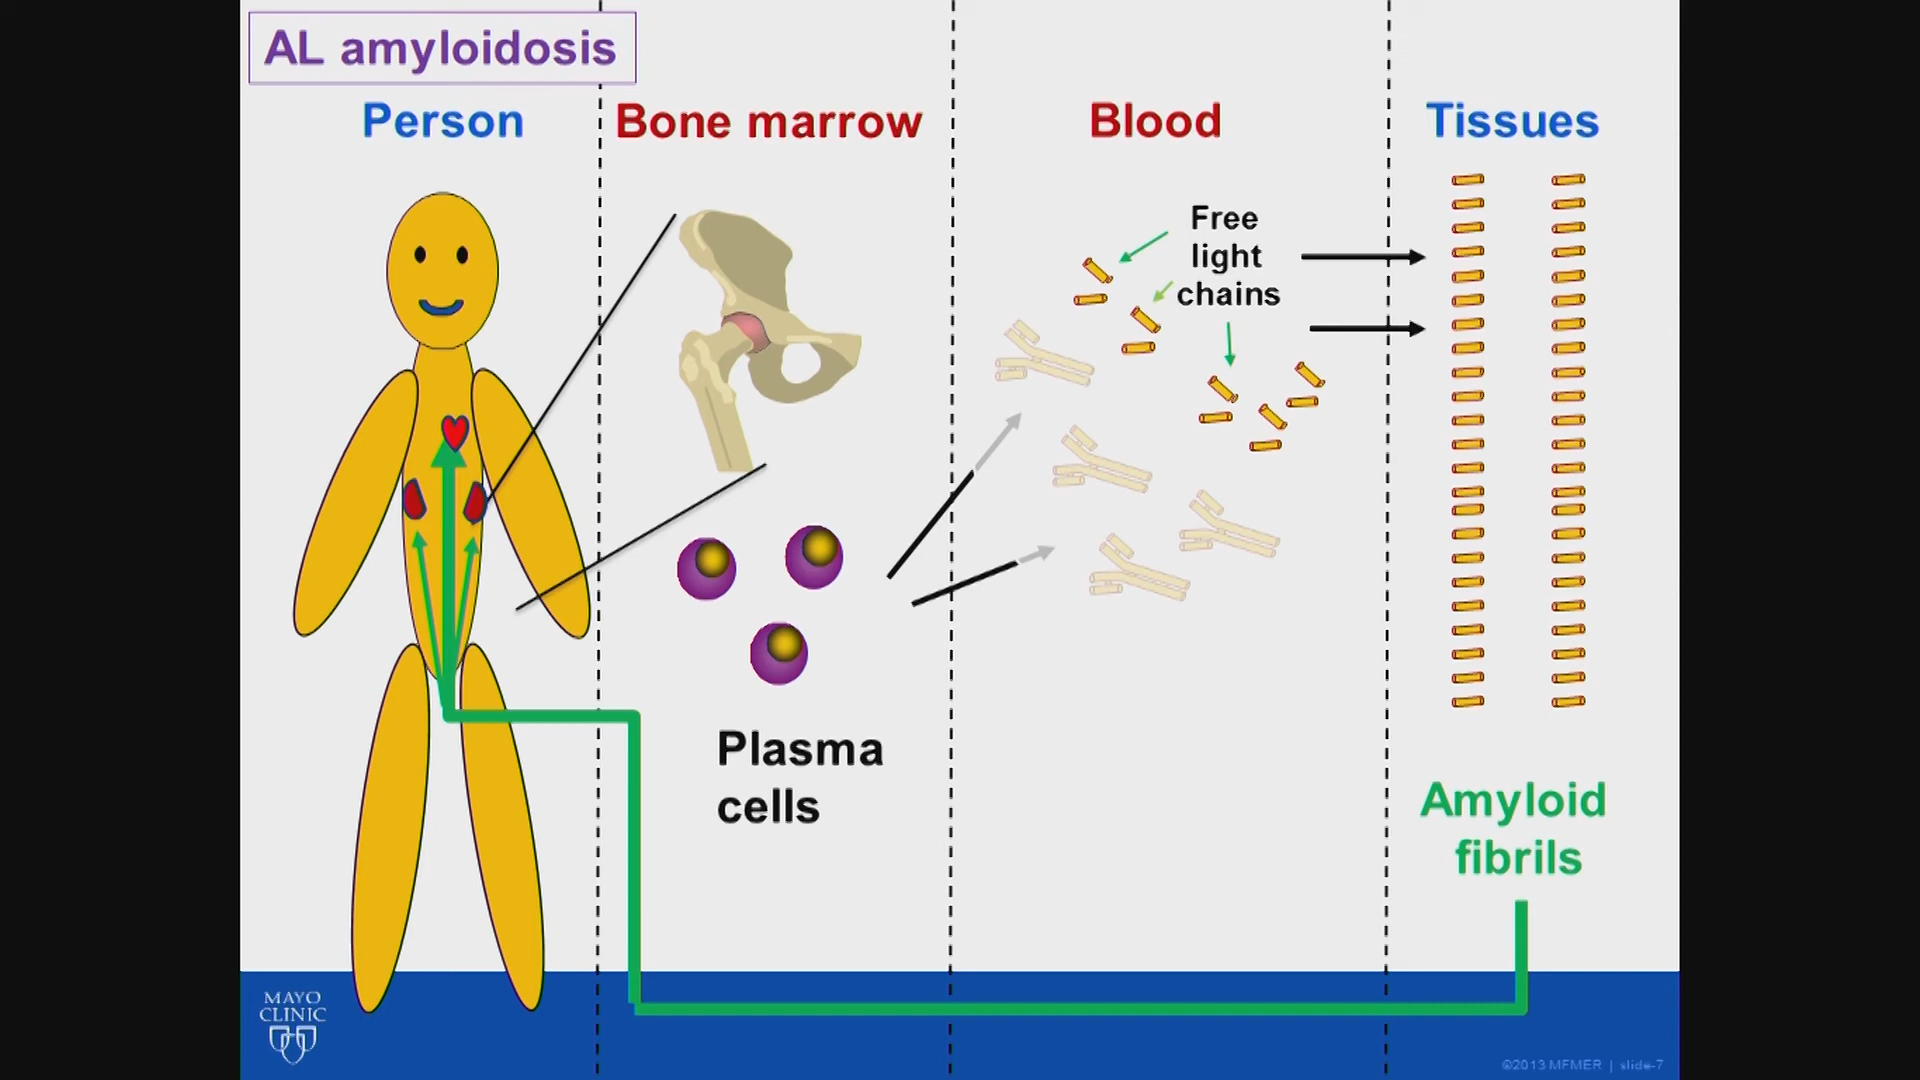 AL amyloidosis
Person
Bone marrow
Blood
Tissues
Free
light
chains
Plasma
cells
Amyloid
fibrils
MAYO
CLINIC
©2013 MFMER | slide-7